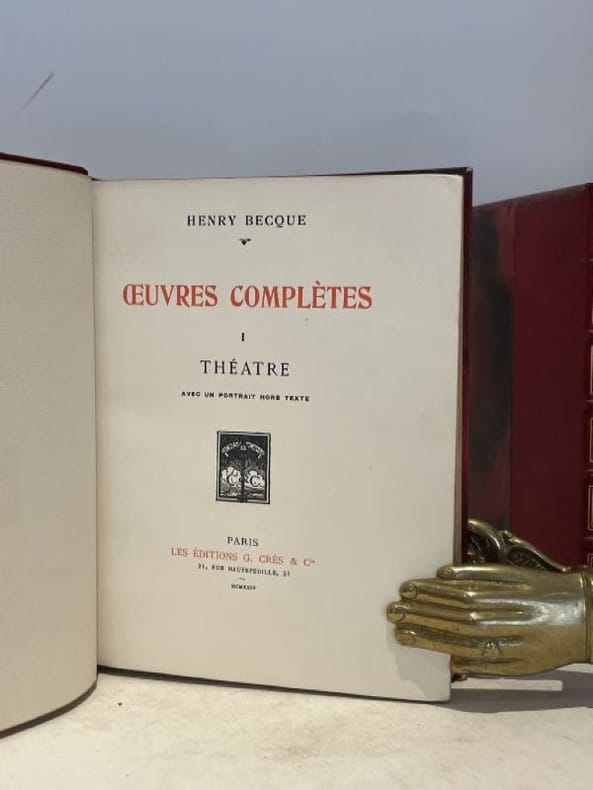 HENRY BECQUE
ŒUVRES COMPLÈTES
I
THÉATRE
AVEC UN PORTRAIT HORS TEXTE
PARIS
LES ÉDITIONS G. CRÈS & Cie
21, RUE HAUTEFEUILLE, 21
MCMXXIV